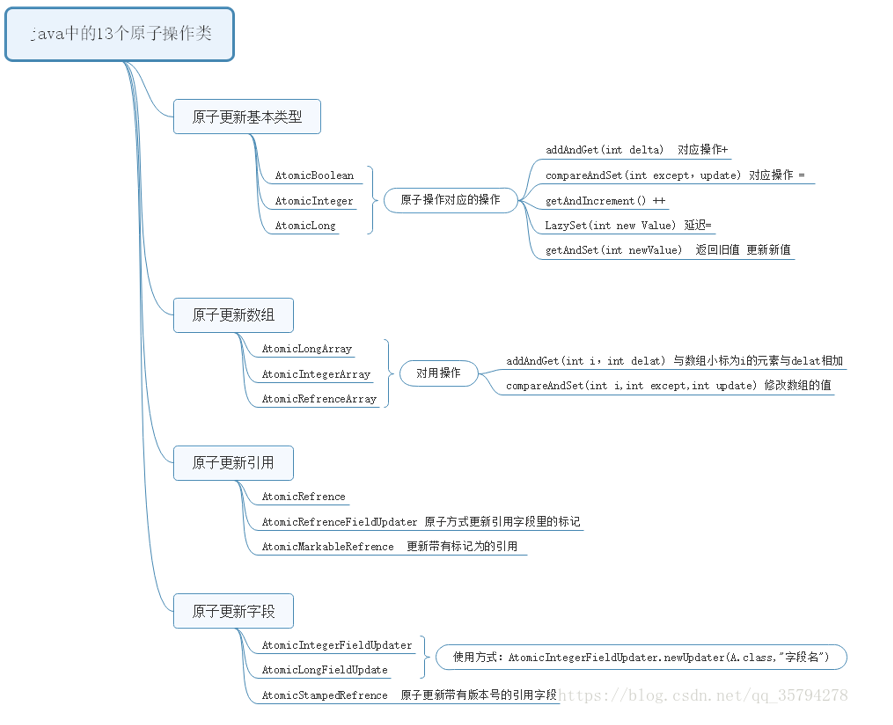 java中的13个原子操作类
原子更新基本类型
AtomicBoolean
AtomicInteger
AtomicLong
原子操作对应的操作
addAndGet(int delta) 对应操作+
compareAndSet(int except, update) 对应操作 =
getAndIncrement() ++
LazySet(int new Value) 延迟=
getAndSet(int newValue) 返回旧值 更新新值
原子更新数组
AtomicLongArray
AtomicIntegerArray
AtomicRefrenceArray
对用操作
addAndGet(int i, int delat) 与数组小标为i的元素与delat相加
compareAndSet(int i,int except,int update) 修改数组的值
原子更新引用
AtomicRefrence
AtomicRefrenceFieldUpdater 原子方式更新引用字段里的标记
AtomicMarkableRefrence 更新带有标记为的引用
原子更新字段
AtomicIntegerFieldUpdater
AtomicLongFieldUpdate
AtomicStampedRefrence 原子更新带有版本号的引用字段
使用方式: AtomicIntegerFieldUpdater.newUpdater(A.class,"字段名")
https://blog.csdn.net/qq_35794278